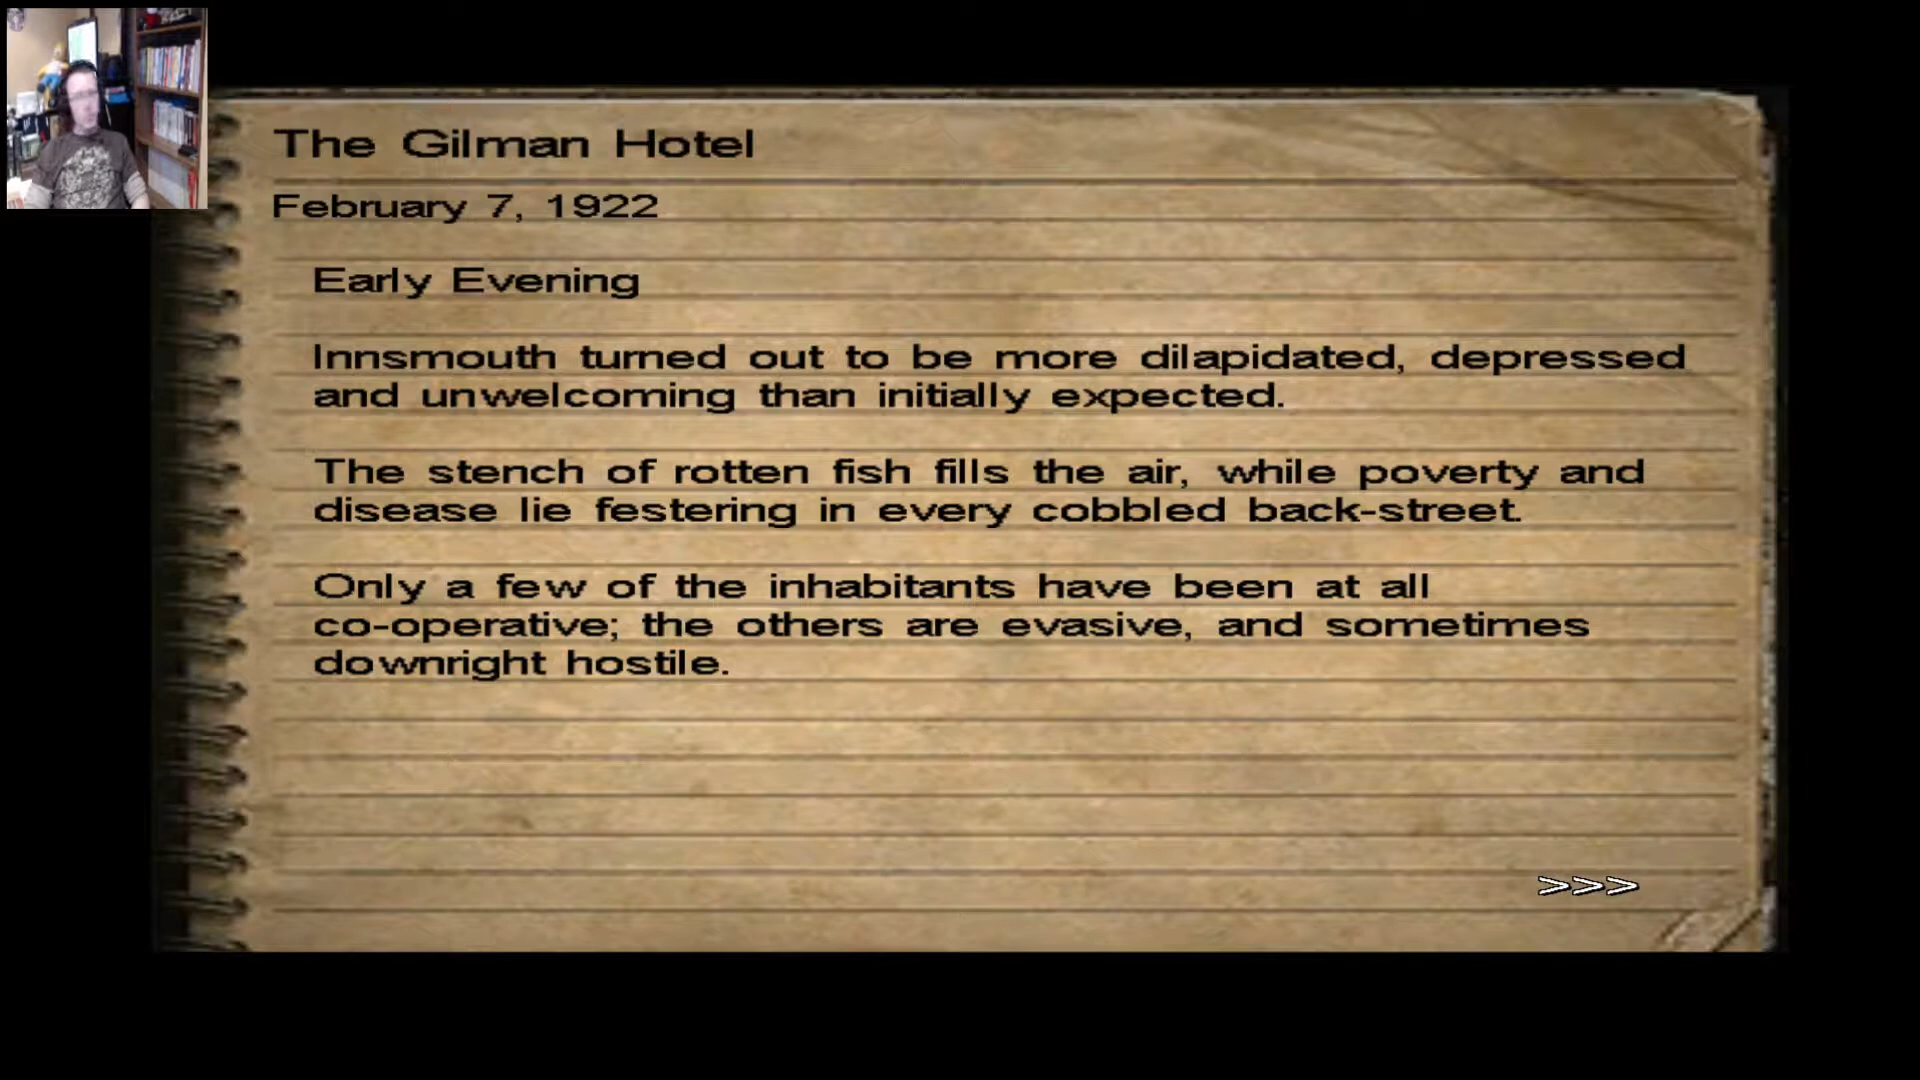 The Gilman Hotel
February 7, 1922
Early Evening
Innsmouth turned out to be more dilapidated, depressed
and unwelcoming than initially expected.
The stench of rotten fish fills the air, while poverty and
disease lie festering in every cobbled back-street.
Only a few of the inhabitants have been at all
co-operative; the others are evasive, and sometimes
downright hostile.
>>>